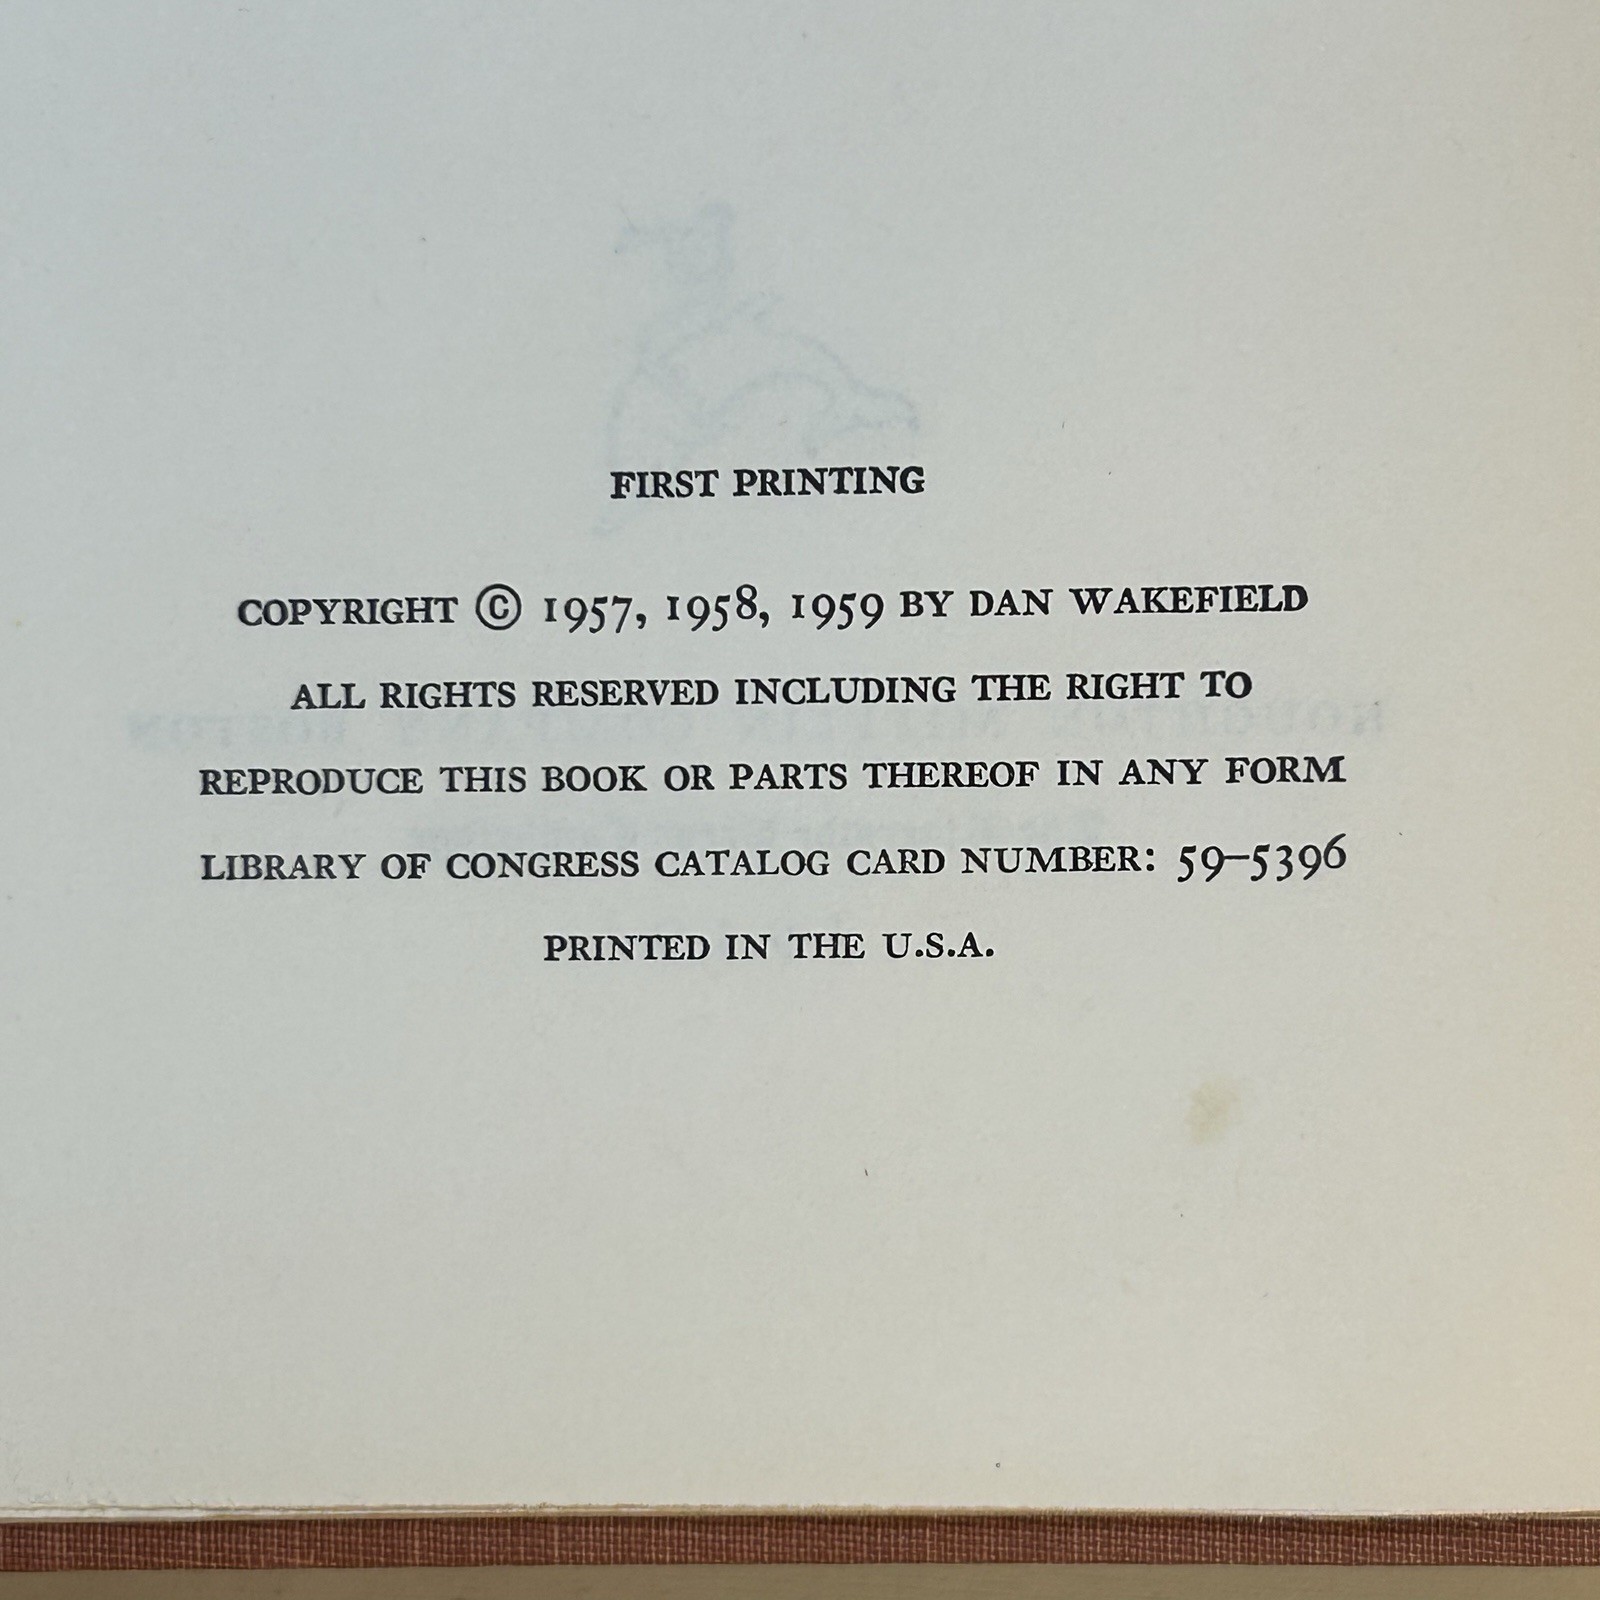 FIRST PRINTING
COPYRIGHT © 1957, 1958, 1959 BY DAN WAKEFIELD
ALL RIGHTS RESERVED INCLUDING THE RIGHT TO
REPRODUCE THIS BOOK OR PARTS THEREOF IN ANY FORM
LIBRARY OF CONGRESS CATALOG CARD NUMBER: 59–5396
PRINTED IN THE U.S.A.